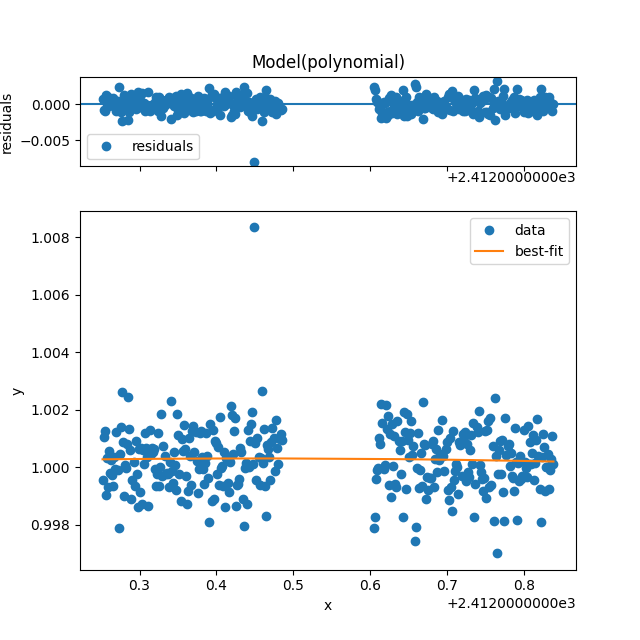 Model(polynomial)
residuals
0.000
−0.005
residuals
+2.4120000000e3
y
1.008
1.006
1.004
1.002
1.000
0.998
data
best-fit
0.3 0.4 0.5 0.6 0.7 0.8
x
+2.4120000000e3